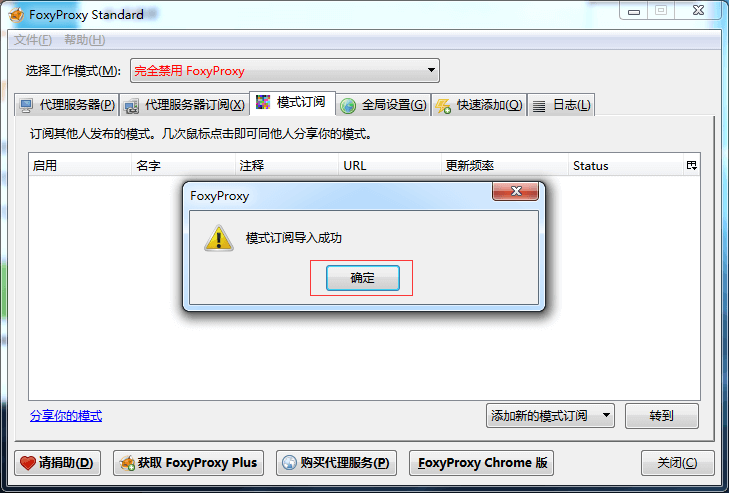 FoxyProxy Standard
文件(F) 帮助(H)
选择工作模式(M): 完全禁用 FoxyProxy
代理服务器(P) 代理服务器订阅(X) 模式订阅 全局设置(G) 快速添加(Q) 日志(L)
订阅其他人发布的模式。几次鼠标点击即可同他人分享你的模式。
启用 名字 注释 URL 更新频率 Status
FoxyProxy
模式订阅导入成功
确定
分享你的模式 添加新的模式订阅 转到
请捐助(D) 获取 FoxyProxy Plus 购买代理服务(P) FoxyProxy Chrome 版 关闭(C)